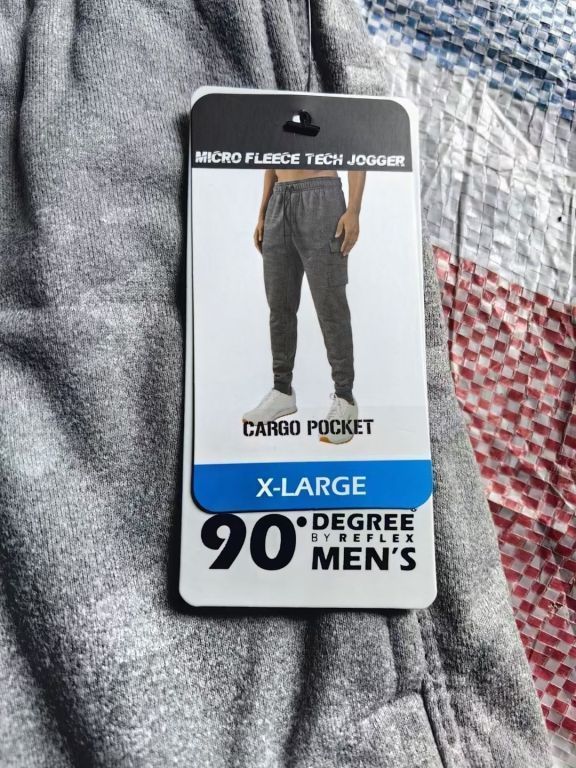 MICRO FLEECE TECH JOGGER
CARGO POCKET
X-LARGE
90° DEGREE
BY REFLEX
MEN'S